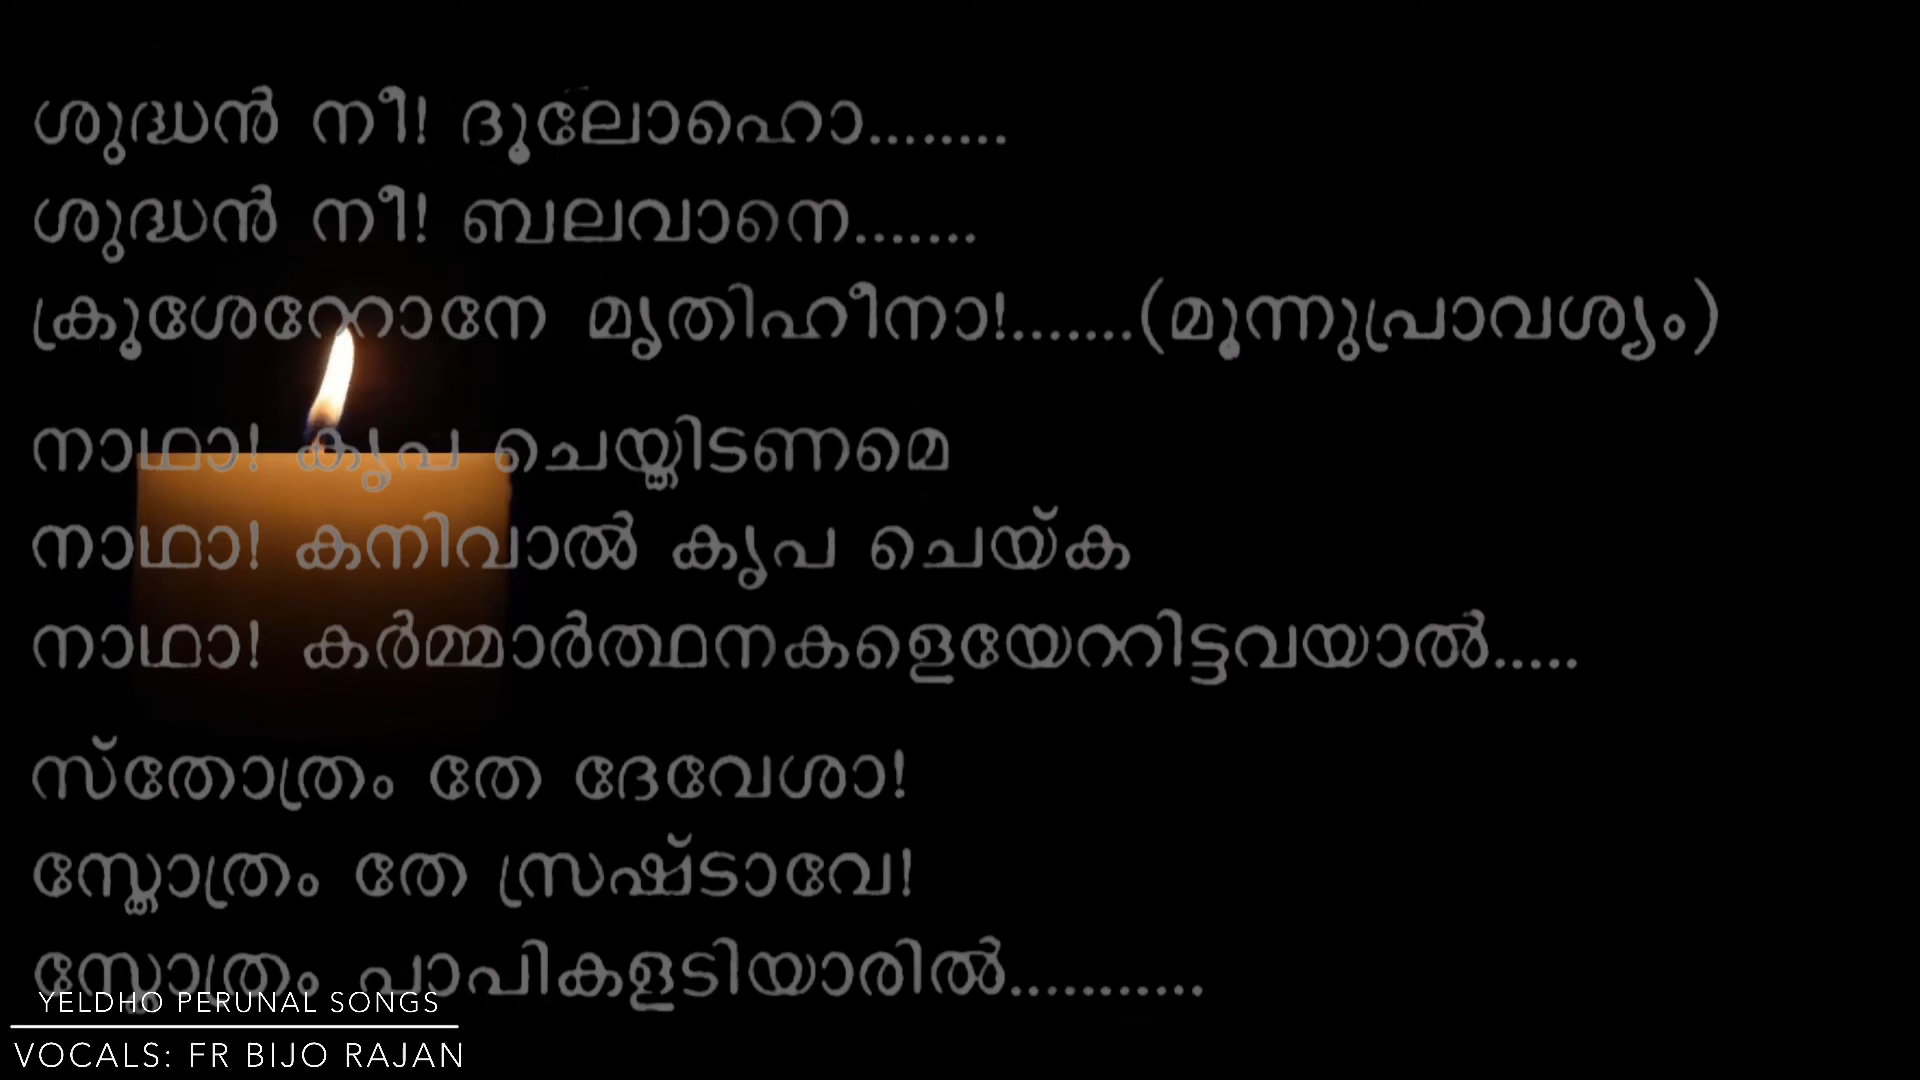 ശുദ്ധൻ നീ! ദൂലോഹൊ........
ശുദ്ധൻ നീ! ബലവാനെ.......
ക്രൂശേറ്റോനേ മൃതിഹീനാ!.......(മൂന്നുപ്രാവശ്യം)
നാഥാ! കൃപ ചെയ്തിടണമെ
നാഥാ! കനിവാൽ കൃപ ചെയ്ക
നാഥാ! കർമ്മാർത്ഥനകളെയേറ്റിട്ടവയാൽ.....
സ്തോത്രം തേ ദേവേശാ!
സ്തോത്രം തേ സ്രഷ്ടാവേ!
സ്തോത്രം പാപികളടിയാരിൽ...........
YELDHO PERUNAL SONGS
VOCALS: FR BIJO RAJAN